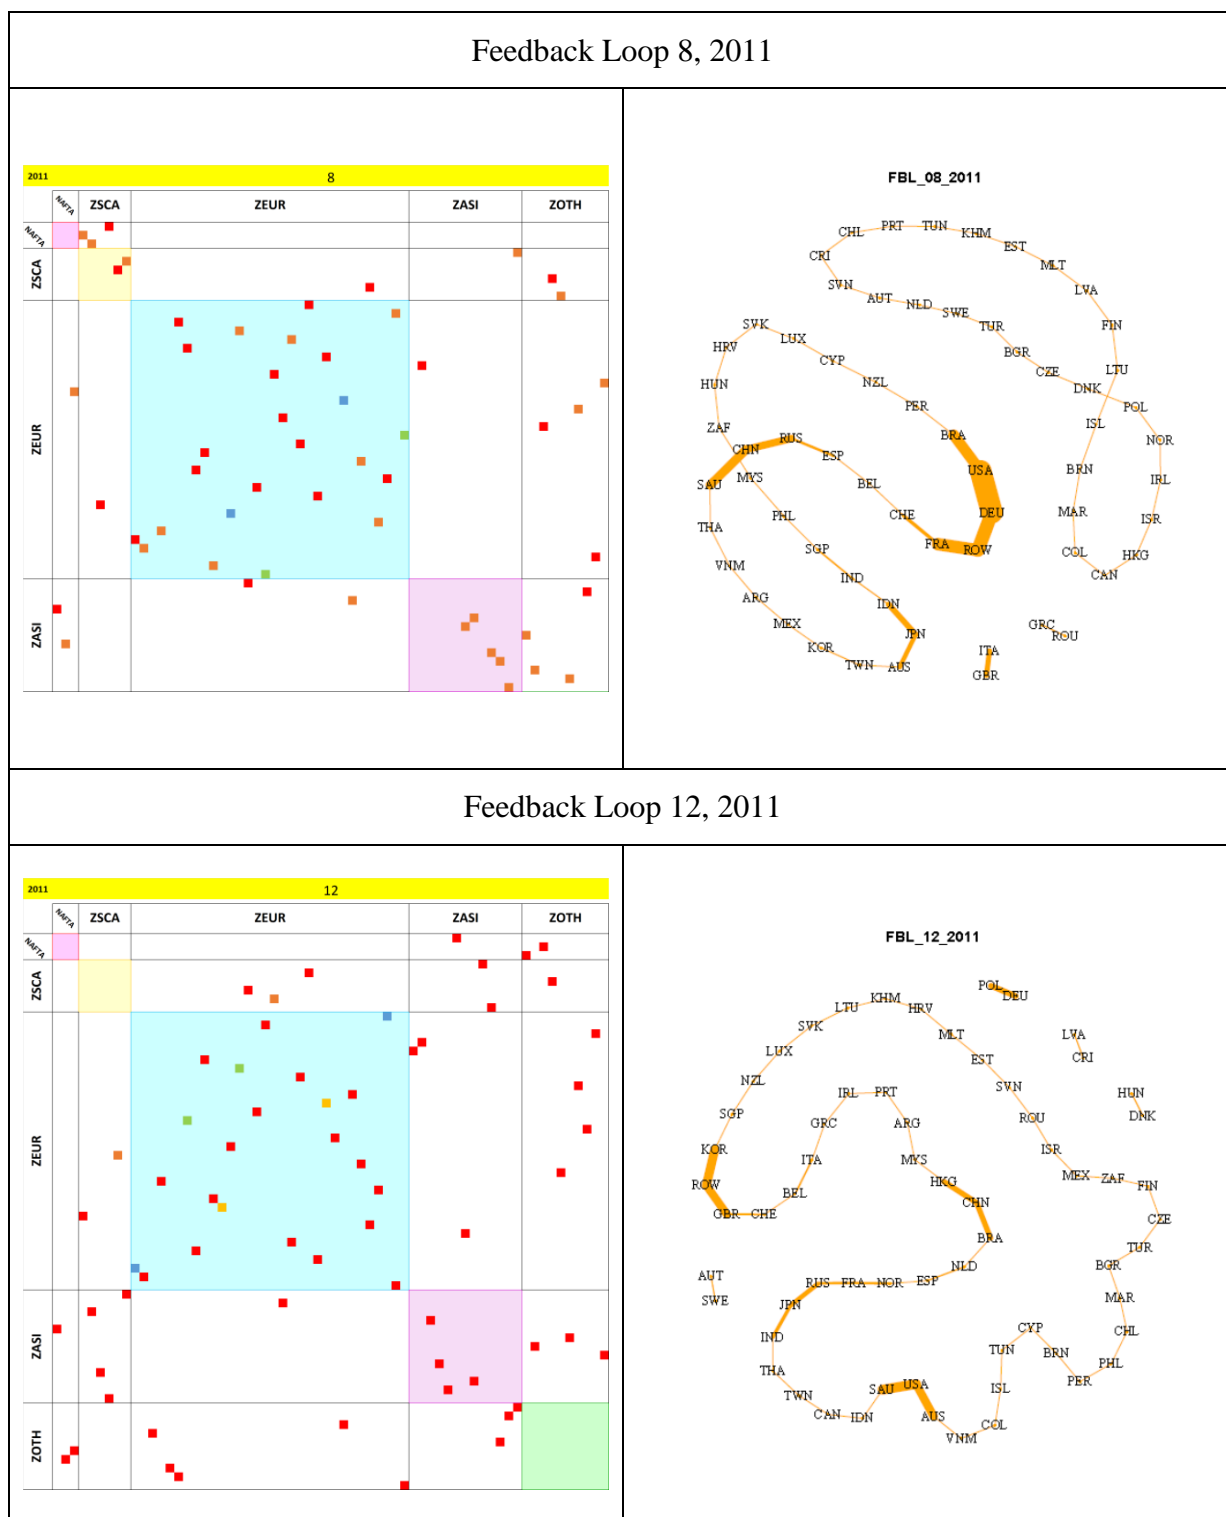 Feedback Loop 8, 2011
2011 8
NAFTA ZSCA ZEUR ZASI ZOTH
NAFTA
ZSCA
ZEUR
ZASI
FBL_08_2011
CHL PRT TUN KHM EST
CRI MLT
SVN AUT NLD SWE LVA
SVK LUX TUR FIN
HRV CYP BGR
HUN NZL CZE DNK LTU
ZAF PER ISL POL
CHN RUS ESP BRA NOR
SAU MYS BEL USA BRN IRL
THA PHL CHE DEU MAR ISR
VNM SGP FRA ROW COL HKG
ARG IND CAN
MEX IDN GRC
KOR JPN ROU
TWN AUS ITA
GBR
Feedback Loop 12, 2011
2011 12
NAFTA ZSCA ZEUR ZASI ZOTH
NAFTA
ZSCA
ZEUR
ZASI
ZOTH
FBL_12_2011
POL DEU
LTU KHM HRV
SVK MLT LVA
LUX EST CRI
NZL SVN HUN
SGP IRL PRT ROU DNK
KOR GRC ARG ISR
ROW ITA MYS MEX ZAF FIN
GBR CHE BEL HKG CHN CZE
BRA TUR
AUT NLD BGR
SWE RUS FRA NOR ESP MAR
JPN CHL
IND CYP
THA TUN BRN PHL
TWN SAU USA ISL PER
CAN IDN AUS COL
VNM